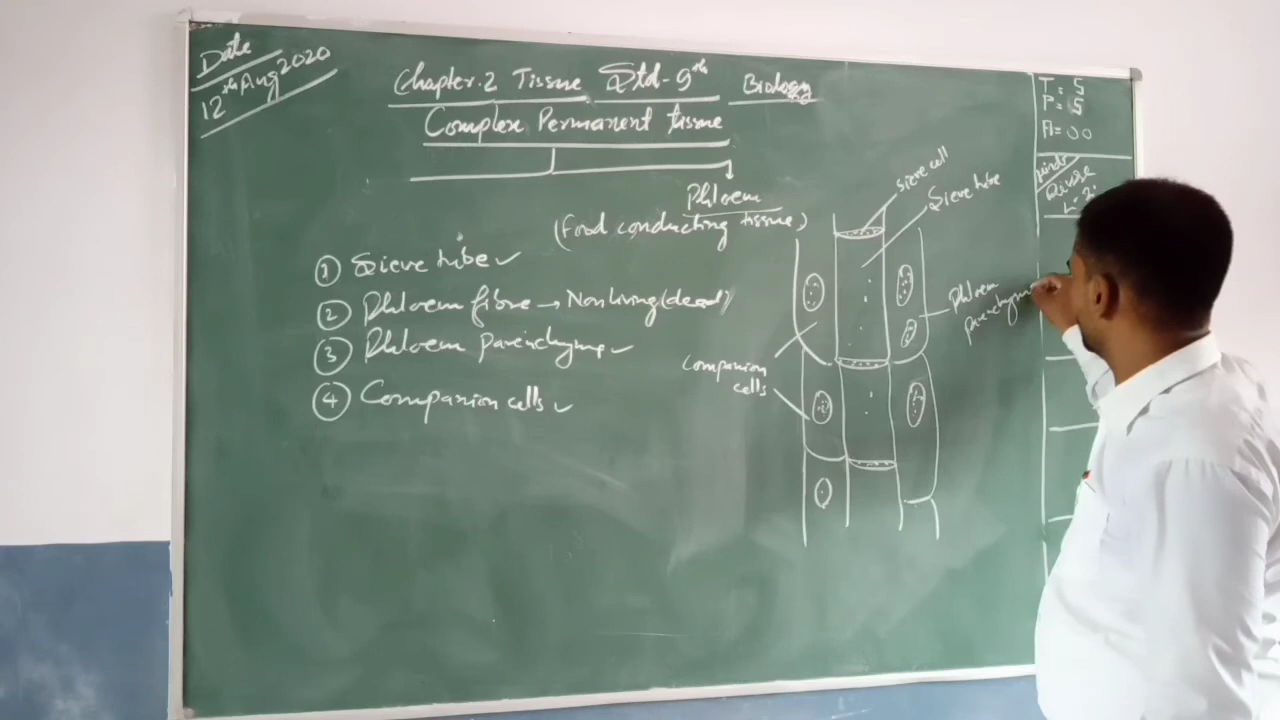 Date
12th Aug 2020
Chapter.2 Tissue Std-9th Biology
Complex Permanent tissue
Phloem
(Food conducting tissue)
① Sieve tube ✓
② Phloem fibre → Nonliving (dead)
③ Phloem parenchyma ✓
④ Companion cells ✓
sieve cell
Sieve tube
Phloem
parenchyma
Companion
cells
T = 5
P = 5
A = 00